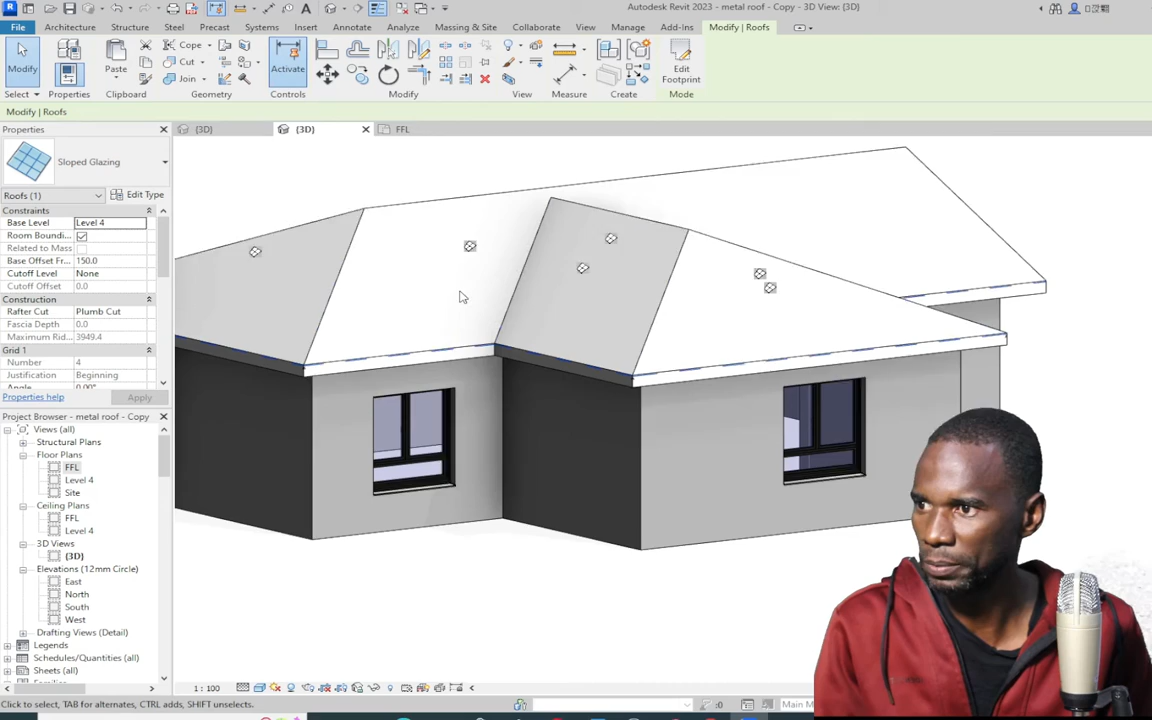 Autodesk Revit 2023 - metal roof - Copy - 3D View: {3D}
File Architecture Structure Steel Precast Systems Insert Annotate Analyze Massing & Site Collaborate View Manage Add-Ins Modify | Roofs
Modify Paste Cope Cut Join Activate Edit Footprint
Select Properties Clipboard Geometry Controls Modify View Measure Create Mode
Modify | Roofs
Properties
{3D} {3D} FFL
Sloped Glazing
Roofs (1) Edit Type
Constraints
Base Level Level 4
Room Boundi...
Related to Mass
Base Offset Fr... 150.0
Cutoff Level None
Cutoff Offset 0.0
Construction
Rafter Cut Plumb Cut
Fascia Depth 0.0
Maximum Rid... 3949.4
Grid 1
Number 4
Justification Beginning
Angle 0.00°
Properties help Apply
Project Browser - metal roof - Copy
Views (all)
Structural Plans
Floor Plans
FFL
Level 4
Site
Ceiling Plans
FFL
Level 4
3D Views
{3D}
Elevations (12mm Circle)
East
North
South
West
Drafting Views (Detail)
Legends
Schedules/Quantities (all)
Sheets (all)
1 : 100
Click to select, TAB for alternates, CTRL adds, SHIFT unselects.
:0
Main M